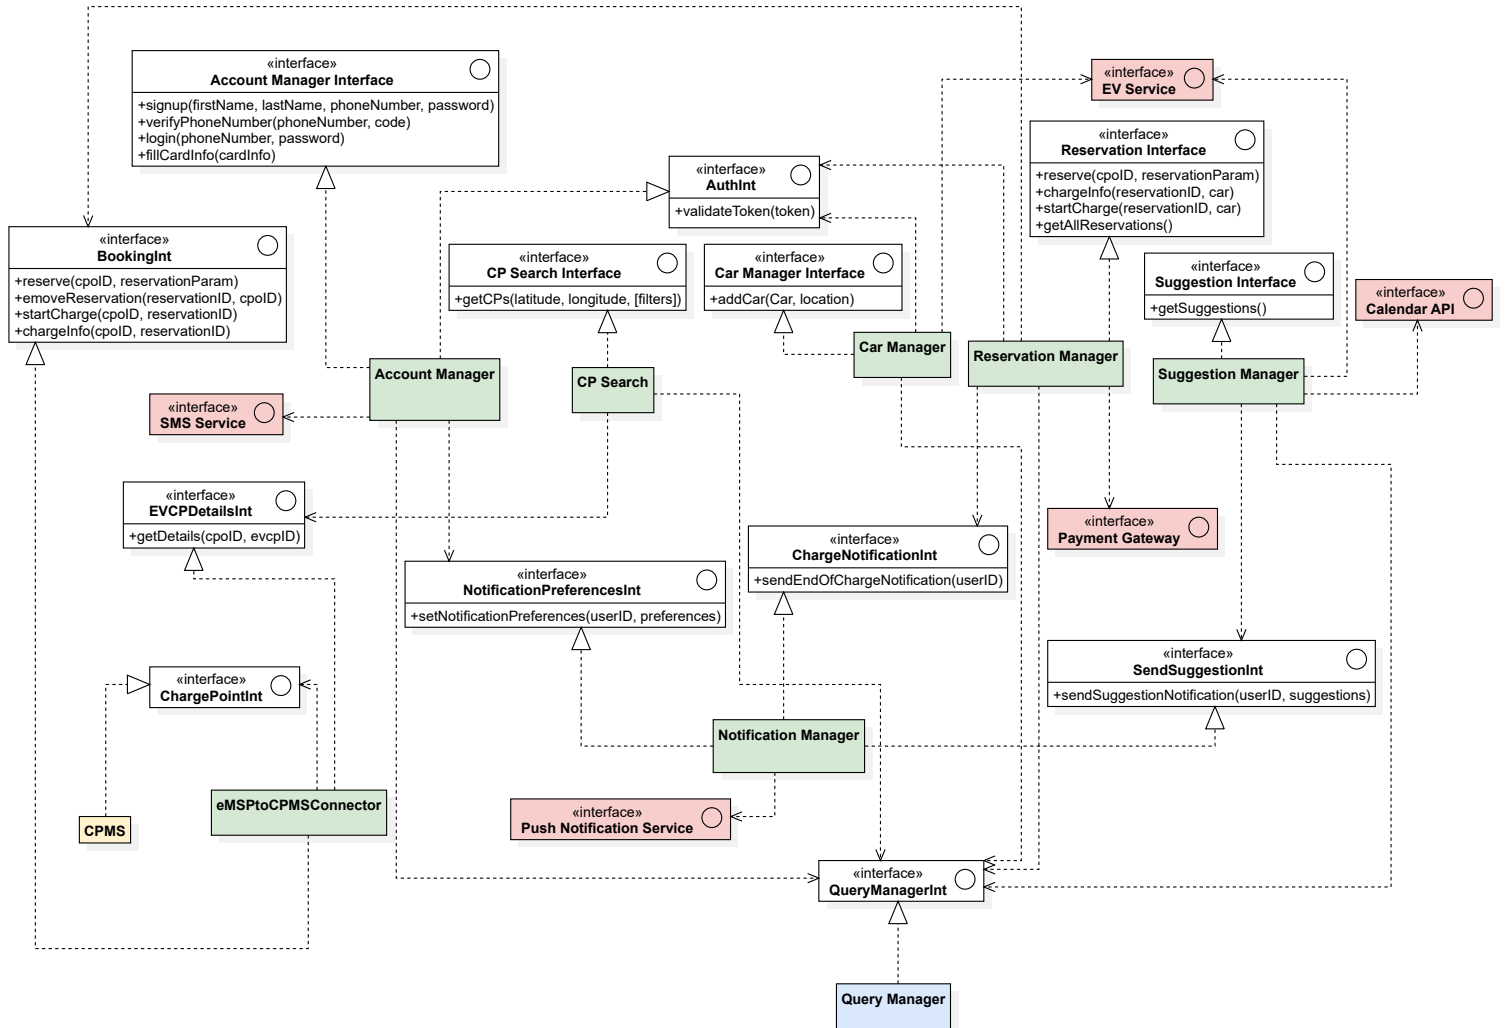 «interface»
Account Manager Interface
+signup(firstName, lastName, phoneNumber, password)
+verifyPhoneNumber(phoneNumber, code)
+login(phoneNumber, password)
+fillCardInfo(cardInfo)
«interface»
EV Service
«interface»
Reservation Interface
+reserve(cpoID, reservationParam)
+chargeInfo(reservationID, car)
+startCharge(reservationID, car)
+getAllReservations()
«interface»
AuthInt
+validateToken(token)
«interface»
BookingInt
+reserve(cpoID, reservationParam)
+emoveReservation(reservationID, cpoID)
+startCharge(cpoID, reservationID)
+chargeInfo(cpoID, reservationID)
«interface»
CP Search Interface
+getCPs(latitude, longitude, [filters])
«interface»
Car Manager Interface
+addCar(Car, location)
«interface»
Suggestion Interface
+getSuggestions()
«interface»
Calendar API
Account Manager
CP Search
Car Manager
Reservation Manager
Suggestion Manager
«interface»
SMS Service
«interface»
EVCPDetailsInt
+getDetails(cpoID, evcpID)
«interface»
Payment Gateway
«interface»
ChargeNotificationInt
+sendEndOfChargeNotification(userID)
«interface»
NotificationPreferencesInt
+setNotificationPreferences(userID, preferences)
«interface»
SendSuggestionInt
+sendSuggestionNotification(userID, suggestions)
«interface»
ChargePointInt
Notification Manager
eMSPtoCPMSConnector
CPMS
«interface»
Push Notification Service
«interface»
QueryManagerInt
Query Manager